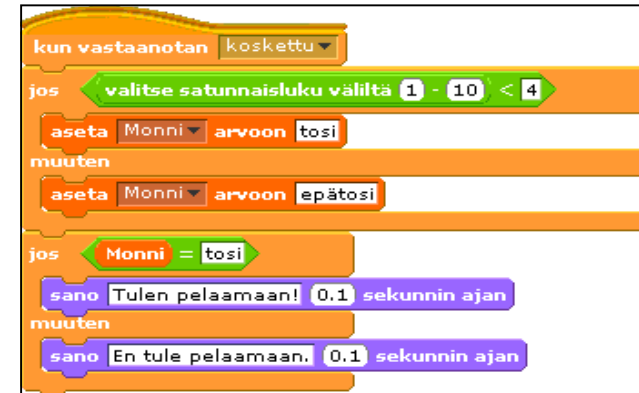 kun vastaanotan koskettu
jos valitse satunnaisluku väliltä 1 - 10 < 4
aseta Monni arvoon tosi
muuten
aseta Monni arvoon epätosi
jos Monni = tosi
sano Tulen pelaamaan! 0.1 sekunnin ajan
muuten
sano En tule pelaamaan. 0.1 sekunnin ajan